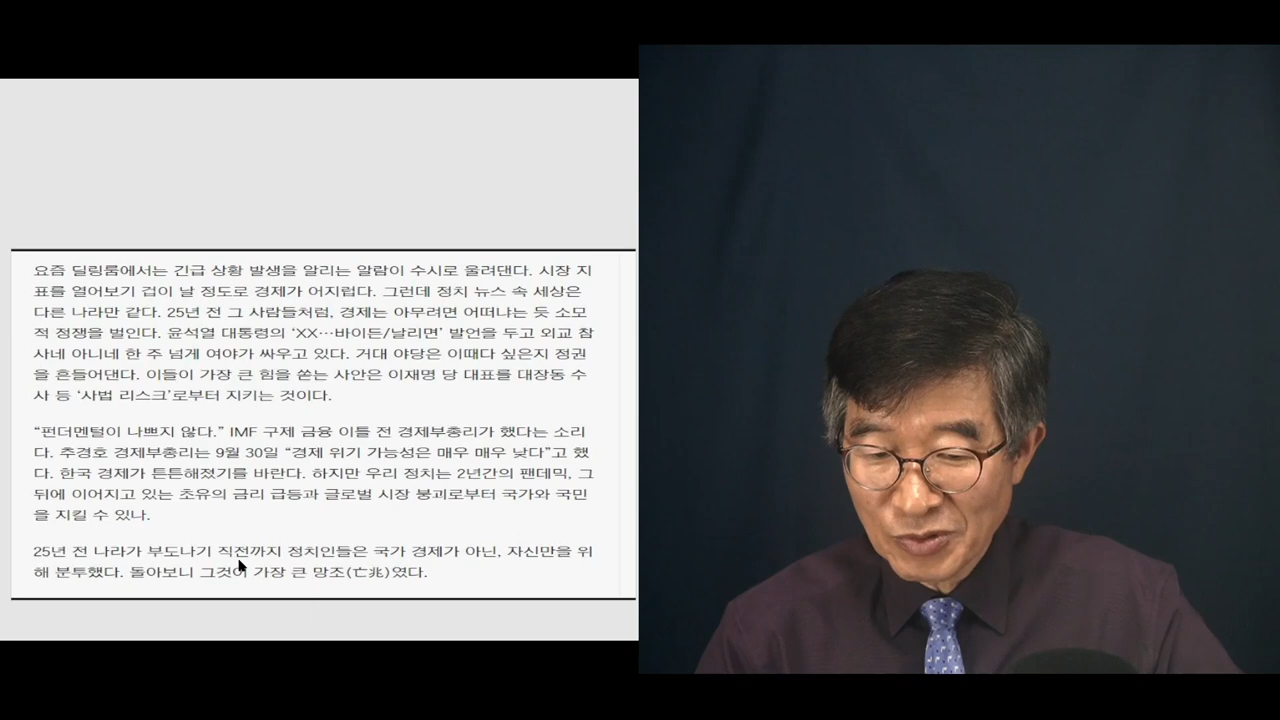 요즘 딜링룸에서는 긴급 상황 발생을 알리는 알람이 수시로 울려댄다. 시장 지
표를 열어보기 겁이 날 정도로 경제가 어지럽다. 그런데 정치 뉴스 속 세상은
다른 나라만 같다. 25년 전 그 사람들처럼, 경제는 아무려면 어떠냐는 듯 소모
적 정쟁을 벌인다. 윤석열 대통령의 ‘XX…바이든/날리면’ 발언을 두고 외교 참
사네 아니네 한 주 넘게 여야가 싸우고 있다. 거대 야당은 이때다 싶은지 정권
을 흔들어댄다. 이들이 가장 큰 힘을 쏟는 사안은 이재명 당 대표를 대장동 수
사 등 ‘사법 리스크’로부터 지키는 것이다.
“펀더멘털이 나쁘지 않다.” IMF 구제 금융 이틀 전 경제부총리가 했다는 소리
다. 추경호 경제부총리는 9월 30일 “경제 위기 가능성은 매우 매우 낮다”고 했
다. 한국 경제가 튼튼해졌기를 바란다. 하지만 우리 정치는 2년간의 팬데믹, 그
뒤에 이어지고 있는 초유의 금리 급등과 글로벌 시장 붕괴로부터 국가와 국민
을 지킬 수 있나.
25년 전 나라가 부도나기 직전까지 정치인들은 국가 경제가 아닌, 자신만을 위
해 분투했다. 돌아보니 그것이 가장 큰 망조(亡兆)였다.